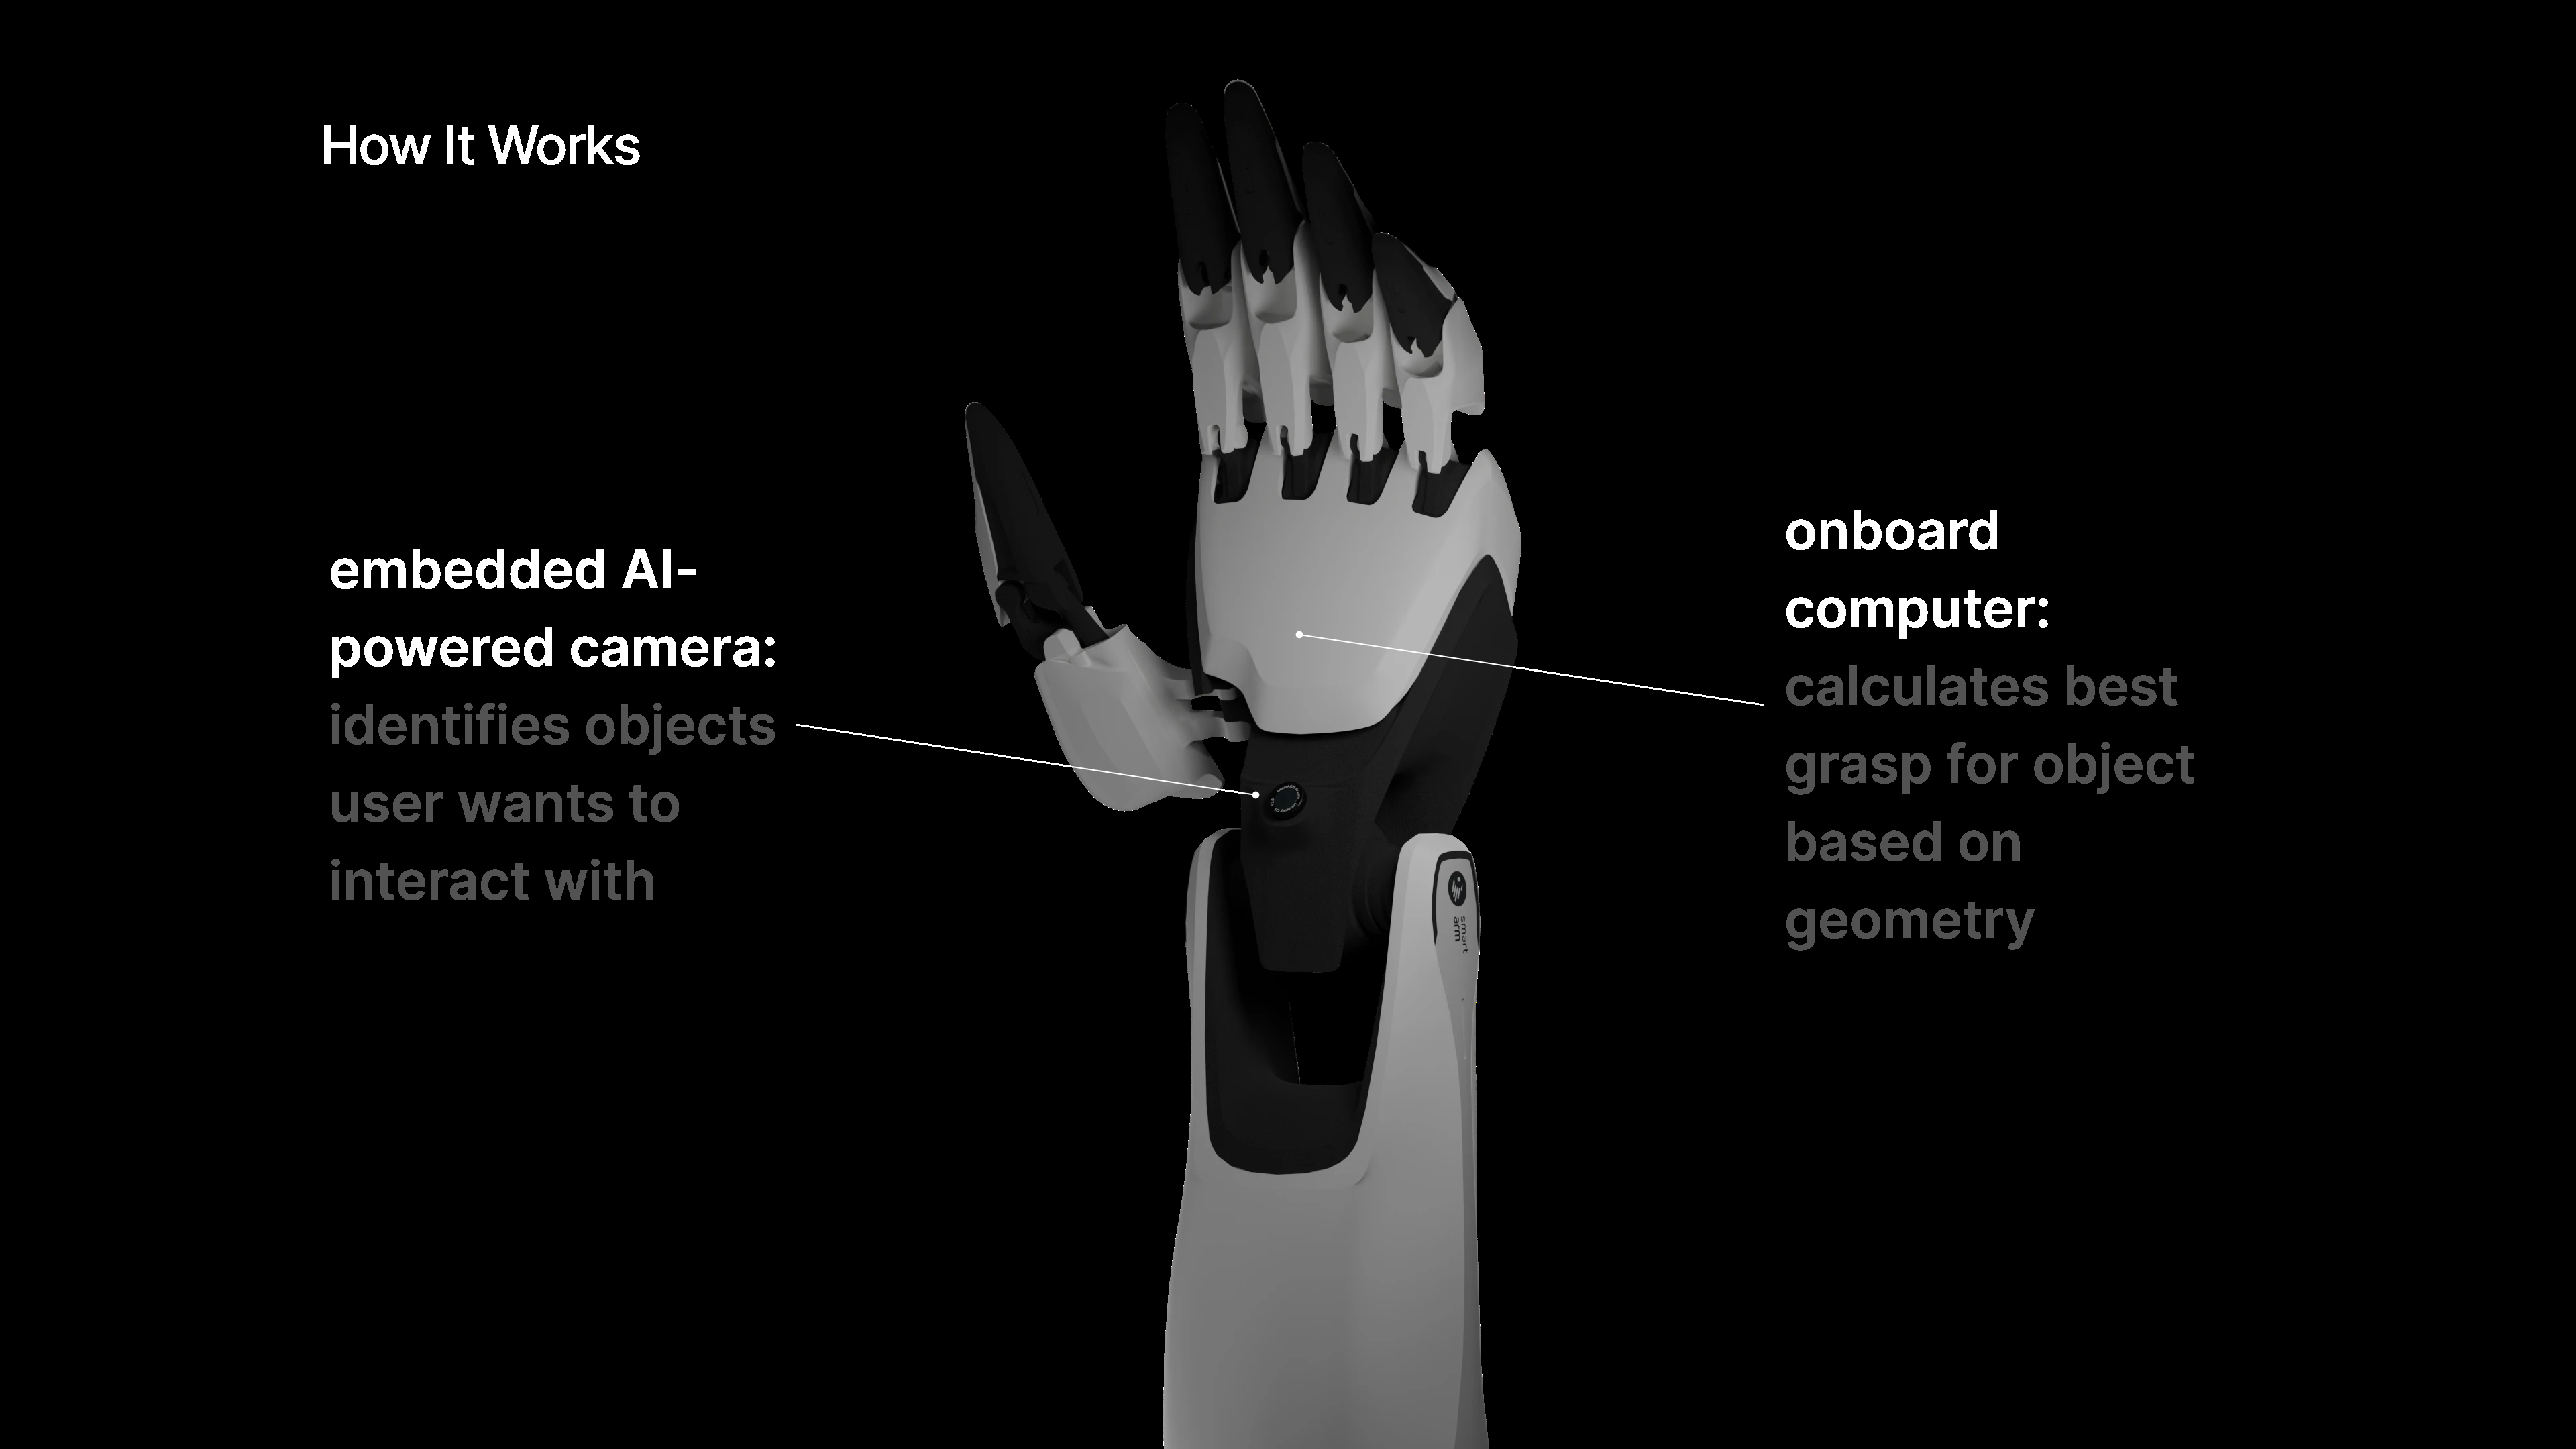 How It Works
embedded AI-
powered camera:
identifies objects
user wants to
interact with
onboard
computer:
calculates best
grasp for object
based on
geometry
smart
arm